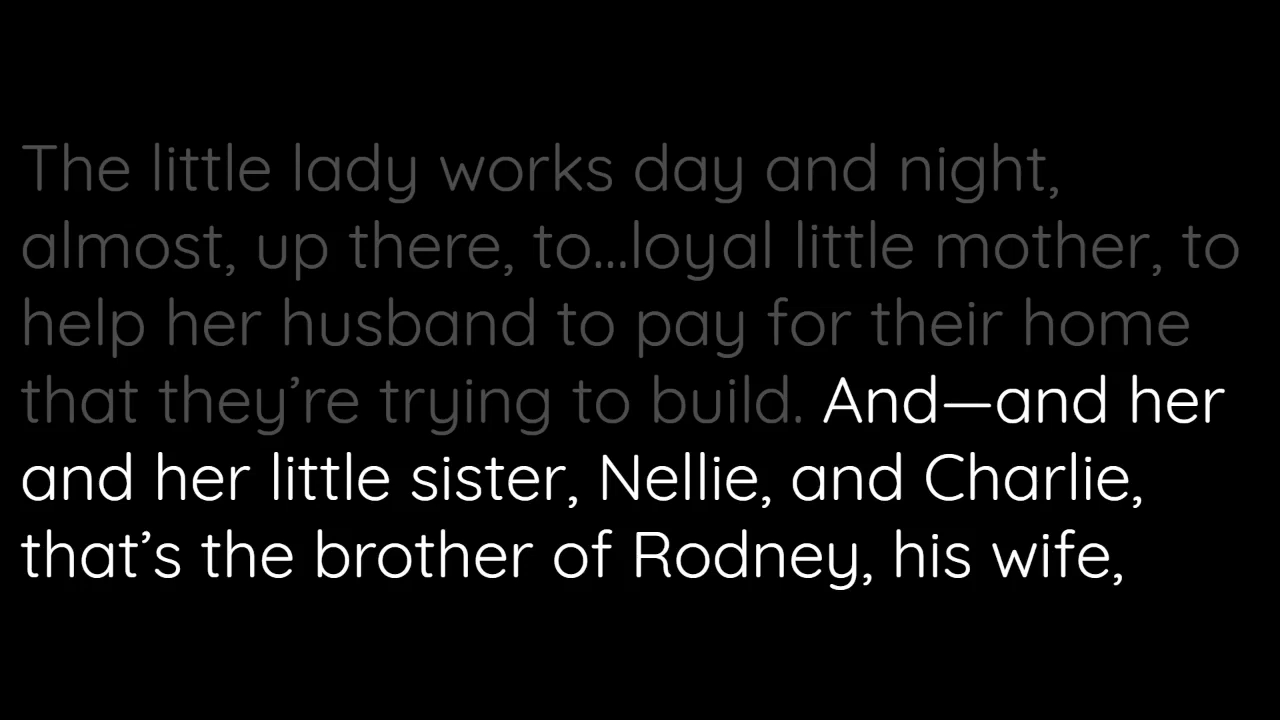 The little lady works day and night,
almost, up there, to...loyal little mother, to
help her husband to pay for their home
that they’re trying to build. And—and her
and her little sister, Nellie, and Charlie,
that’s the brother of Rodney, his wife,